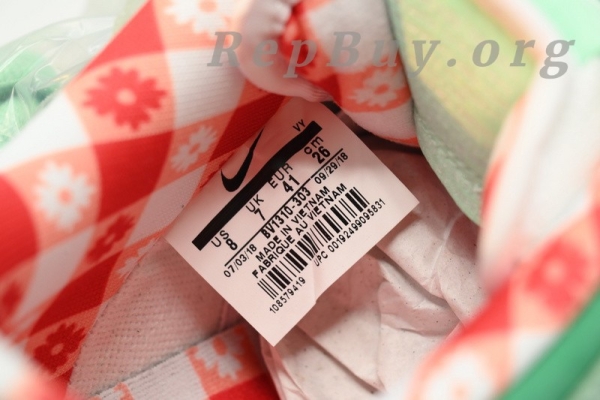 RepBuy.org
VY
US UK EUR cm
8 7 41 26
07/03/18 BV1310-303 09/29/18
MADE IN VIETNAM
FABRIQUE AU VIETNAM
108579419 UPC 00192499095831